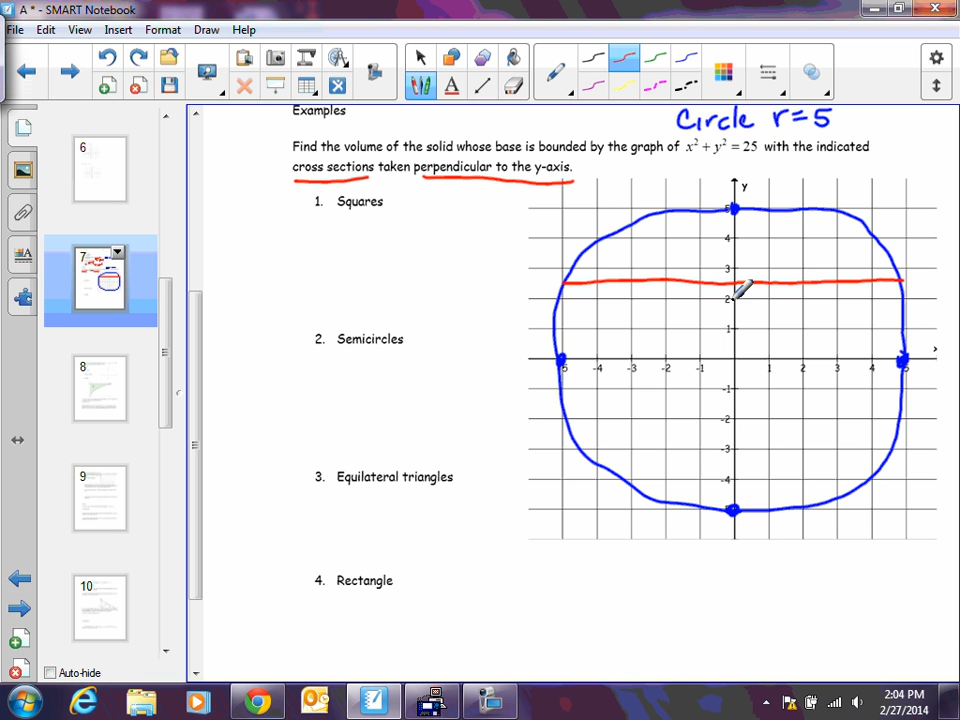 A * - SMART Notebook
File Edit View Insert Format Draw Help
Examples
Circle r=5
Find the volume of the solid whose base is bounded by the graph of x² + y² = 25 with the indicated
cross sections taken perpendicular to the y-axis.
1. Squares
2. Semicircles
3. Equilateral triangles
4. Rectangle
y
4
3
2
1
-4 -3 -2 -1 1 2 3 4
-1
-2
-3
-4
6
7
8
9
10
Auto-hide
2:04 PM
2/27/2014